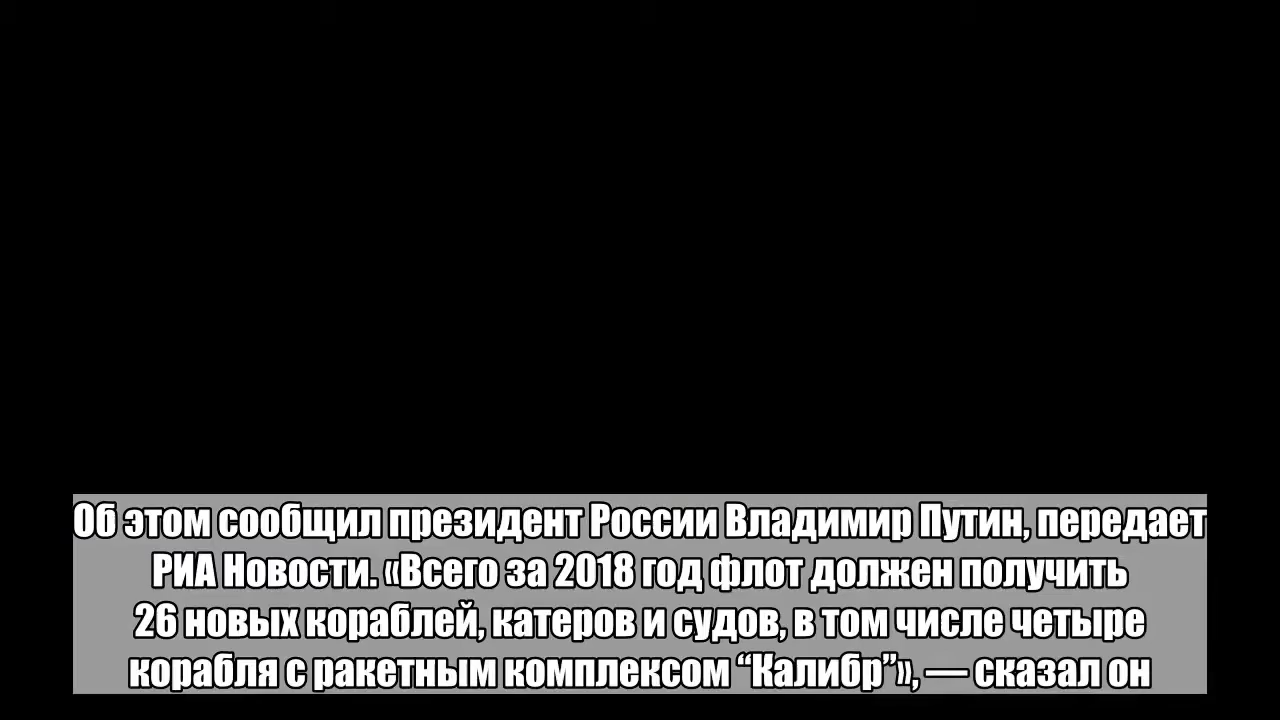 Об этом сообщил президент России Владимир Путин, передает
РИА Новости. «Всего за 2018 год флот должен получить
26 новых кораблей, катеров и судов, в том числе четыре
корабля с ракетным комплексом “Калибр”», — сказал он